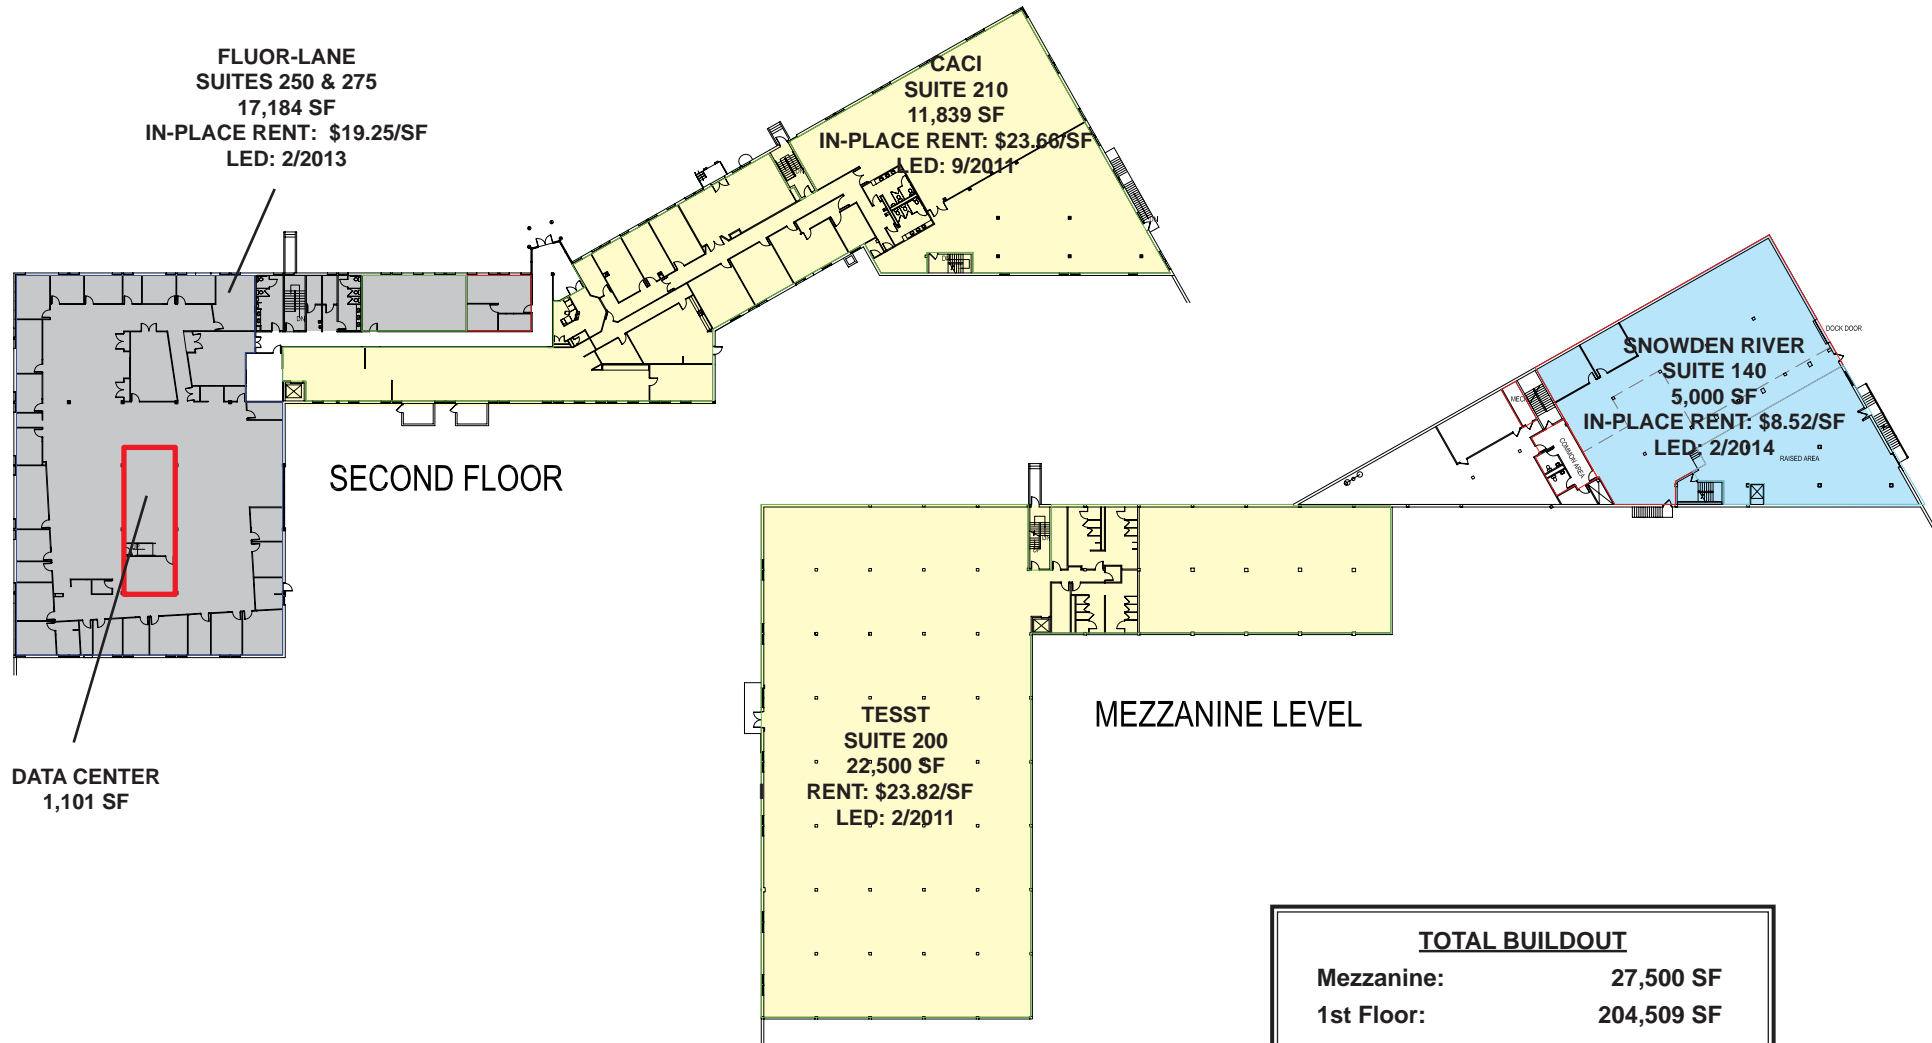 FLUOR-LANE
SUITES 250 & 275
17,184 SF
IN-PLACE RENT: $19.25/SF
LED: 2/2013
CACI
SUITE 210
11,839 SF
IN-PLACE RENT: $23.66/SF
LED: 9/2011
DN
SECOND FLOOR
DATA CENTER
1,101 SF
DOCK DOOR
SNOWDEN RIVER
SUITE 140
5,000 SF
IN-PLACE RENT: $8.52/SF
LED: 2/2014
COMMON AREA
RAISED AREA
MEZZANINE LEVEL
TESST
SUITE 200
22,500 SF
RENT: $23.82/SF
LED: 2/2011
TOTAL BUILDOUT
Mezzanine: 27,500 SF
1st Floor: 204,509 SF